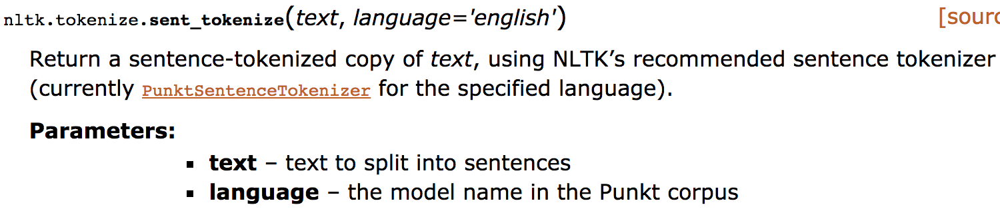 nltk.tokenize.sent_tokenize(text, language='english') [sourc
Return a sentence-tokenized copy of text, using NLTK’s recommended sentence tokenizer
(currently PunktSentenceTokenizer for the specified language).
Parameters:
▪ text – text to split into sentences
▪ language – the model name in the Punkt corpus